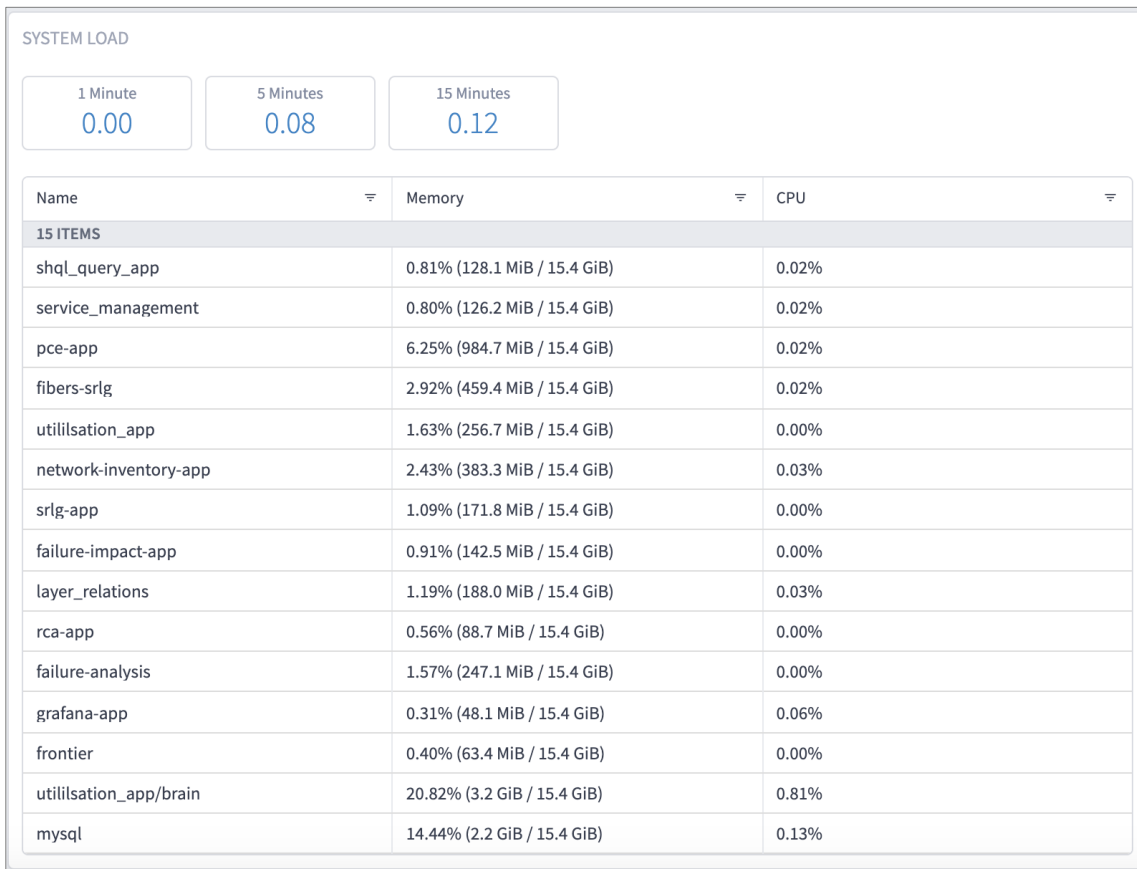 SYSTEM LOAD
1 Minute 5 Minutes 15 Minutes
0.00 0.08 0.12
Name Memory CPU
15 ITEMS
shql_query_app 0.81% (128.1 MiB / 15.4 GiB) 0.02%
service_management 0.80% (126.2 MiB / 15.4 GiB) 0.02%
pce-app 6.25% (984.7 MiB / 15.4 GiB) 0.02%
fibers-srlg 2.92% (459.4 MiB / 15.4 GiB) 0.02%
utililsation_app 1.63% (256.7 MiB / 15.4 GiB) 0.00%
network-inventory-app 2.43% (383.3 MiB / 15.4 GiB) 0.03%
srlg-app 1.09% (171.8 MiB / 15.4 GiB) 0.00%
failure-impact-app 0.91% (142.5 MiB / 15.4 GiB) 0.00%
layer_relations 1.19% (188.0 MiB / 15.4 GiB) 0.03%
rca-app 0.56% (88.7 MiB / 15.4 GiB) 0.00%
failure-analysis 1.57% (247.1 MiB / 15.4 GiB) 0.00%
grafana-app 0.31% (48.1 MiB / 15.4 GiB) 0.06%
frontier 0.40% (63.4 MiB / 15.4 GiB) 0.00%
utililsation_app/brain 20.82% (3.2 GiB / 15.4 GiB) 0.81%
mysql 14.44% (2.2 GiB / 15.4 GiB) 0.13%